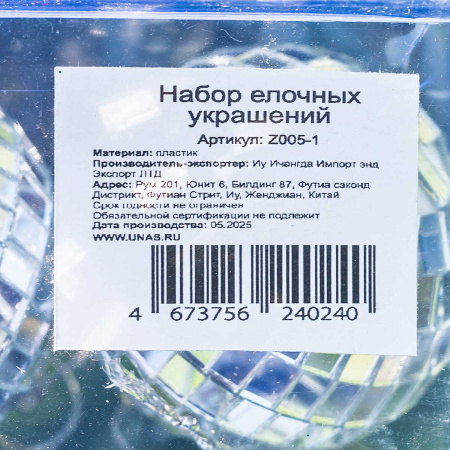 Набор елочных
украшений
Артикул: Z005-1
Материал: пластик
Производитель-экспортер: Иу Ичангда Импорт энд
Экспорт ЛТД
Адрес: Рум 201, Юнит 6, Билдинг 87, Футиа сэконд
Дистрикт, Футиан Стрит, Иу, Женджиан, Китай
Срок годности не ограничен
Обязательной сертификации не подлежит
Дата производства: 05.2025
WWW.UNAS.RU
4 673756 240240